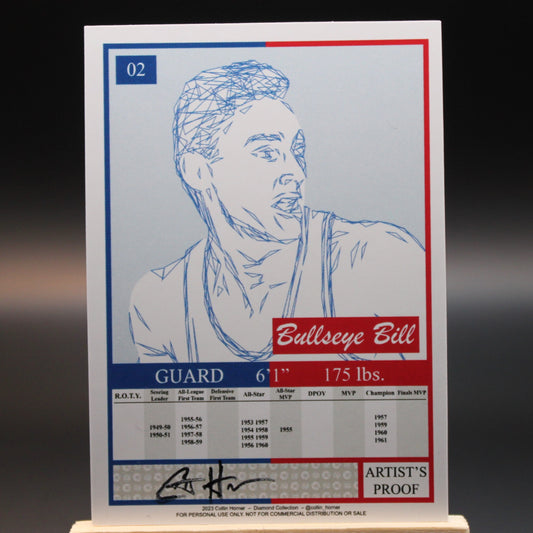 02
Bullseye Bill
GUARD 6'1” 175 lbs.
R.O.T.Y. Scoring Leader All-League First Team Defensive First Team All-Star All-Star MVP DPOY MVP Champion Finals MVP
1949-50
1950-51
1955-56
1956-57
1957-58
1958-59
1953 1957
1954 1958
1955 1959
1956 1960
1955
1957
1959
1960
1961
ARTIST'S
PROOF
2023 Collin Horner – Diamond Collection – @collin_horner
FOR PERSONAL USE ONLY. NOT FOR COMMERCIAL DISTRIBUTION OR SALE